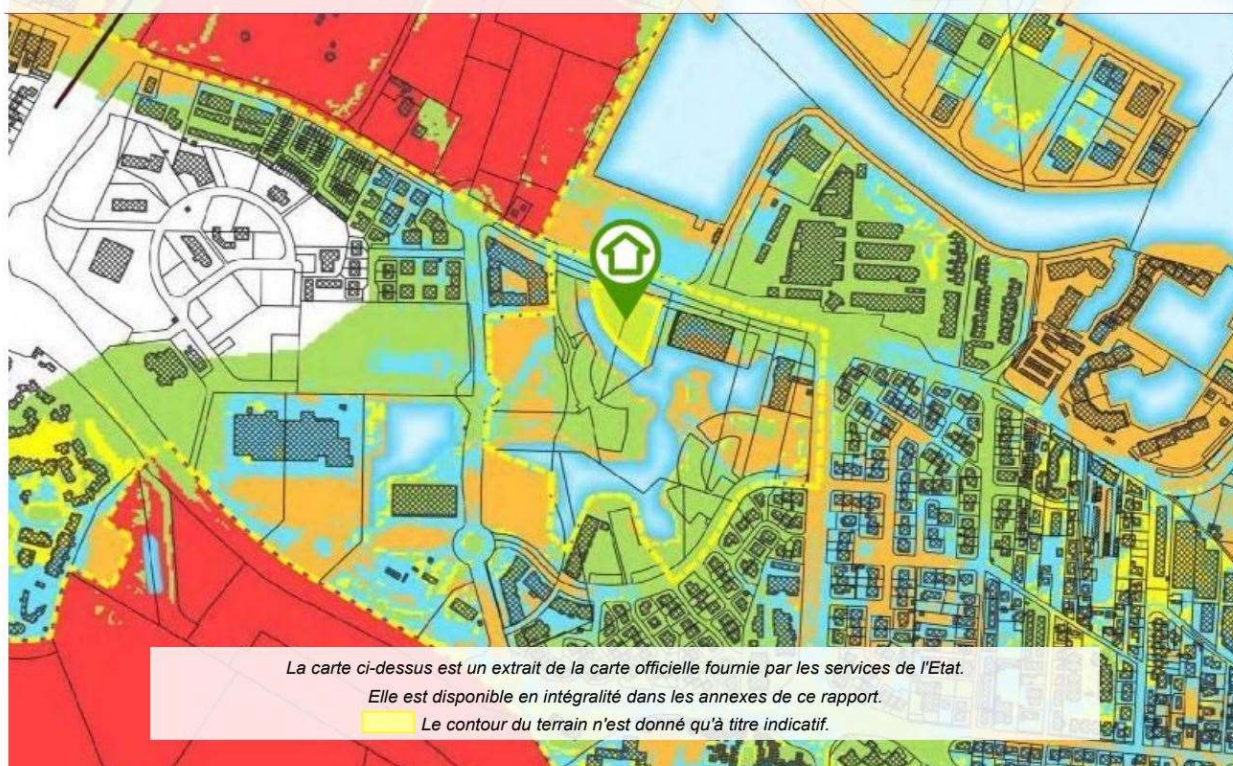 La carte ci-dessus est un extrait de la carte officielle fournie par les services de l'Etat.
Elle est disponible en intégralité dans les annexes de ce rapport.
Le contour du terrain n'est donné qu'à titre indicatif.